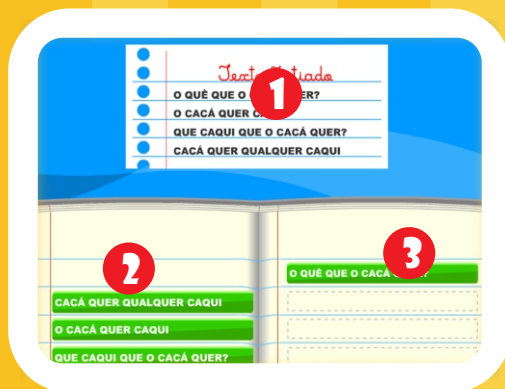 1
O QUÊ QUE O
O CACÁ QUER
QUE CAQUI QUE O CACÁ QUER?
CACÁ QUER QUALQUER CAQUI
2
CACÁ QUER QUALQUER CAQUI
O CACÁ QUER CAQUI
QUE CAQUI QUE O CACÁ QUER?
3
O QUÊ QUE O CACÁ